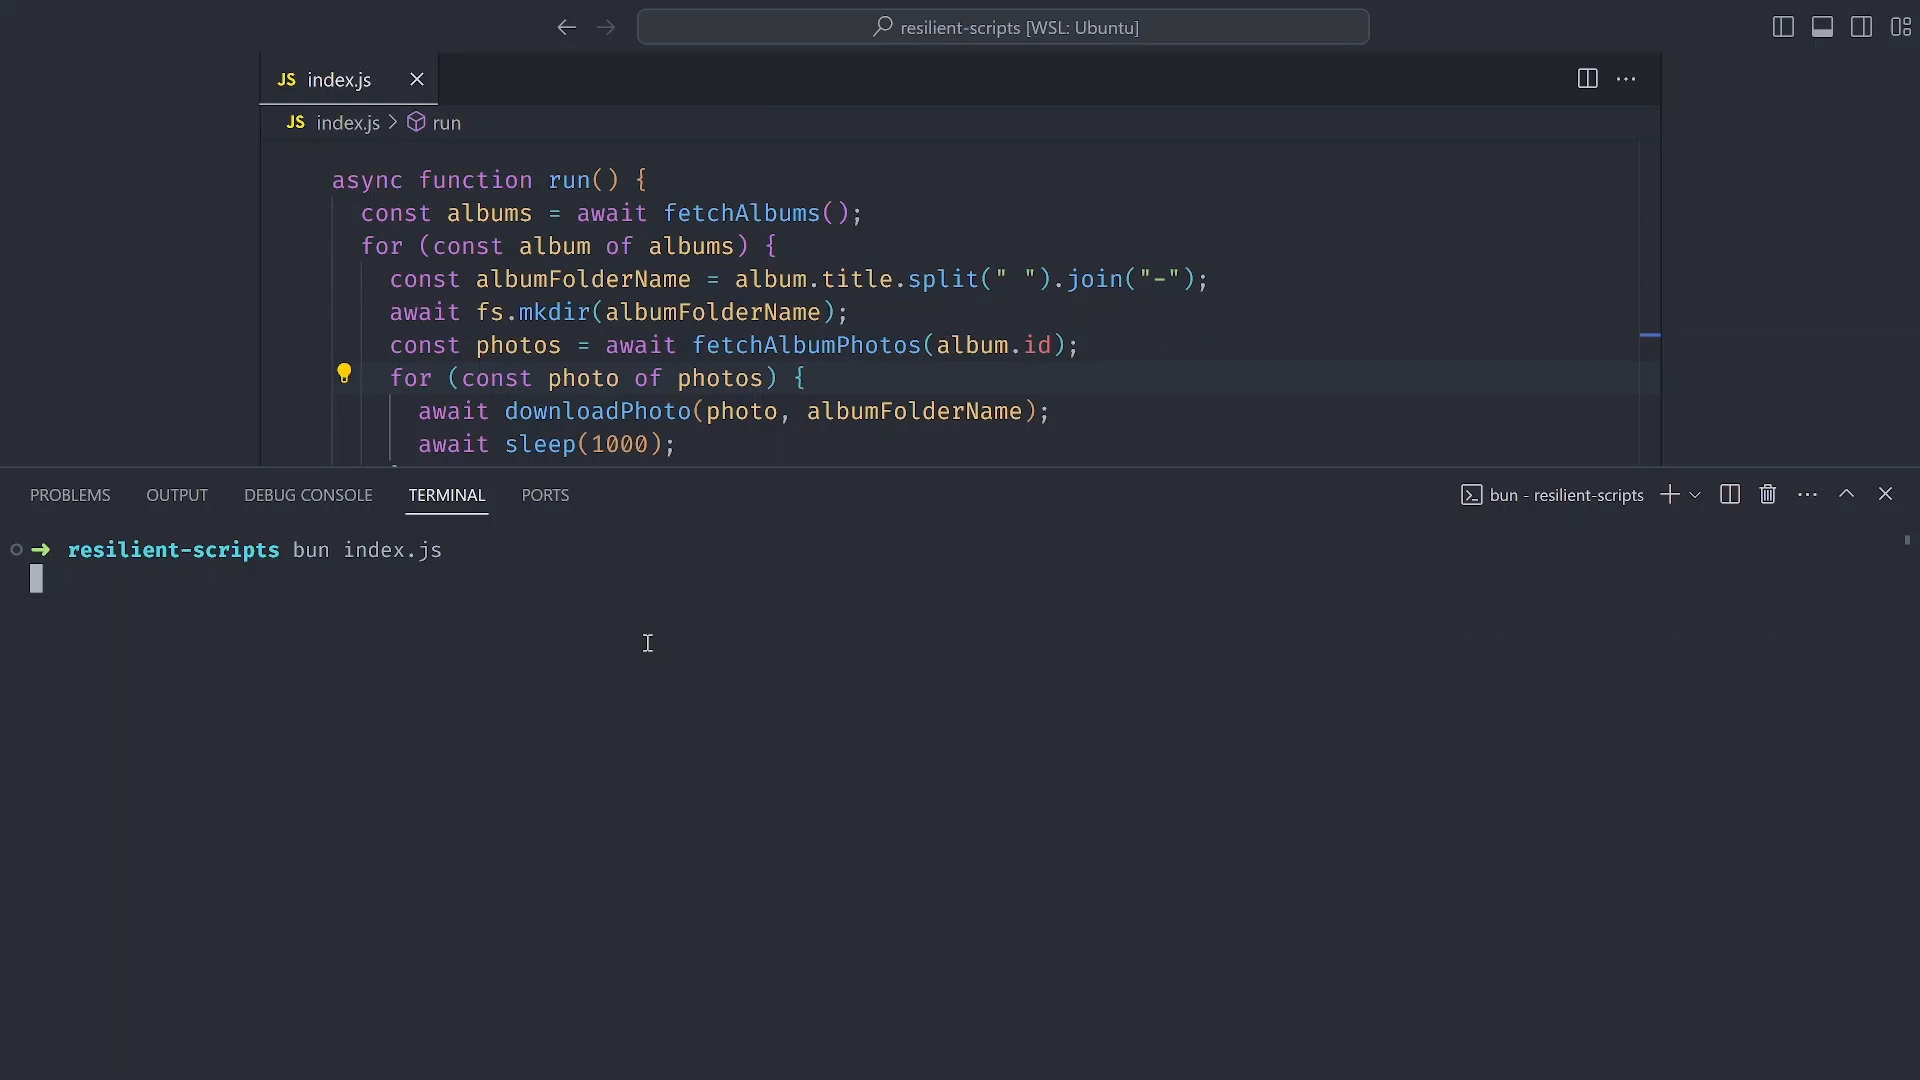 resilient-scripts [WSL: Ubuntu]
JS index.js
JS index.js > run
async function run() {
const albums = await fetchAlbums();
for (const album of albums) {
const albumFolderName = album.title.split(" ").join("-");
await fs.mkdir(albumFolderName);
const photos = await fetchAlbumPhotos(album.id);
for (const photo of photos) {
await downloadPhoto(photo, albumFolderName);
await sleep(1000);
PROBLEMS OUTPUT DEBUG CONSOLE TERMINAL PORTS bun - resilient-scripts
➜ resilient-scripts bun index.js